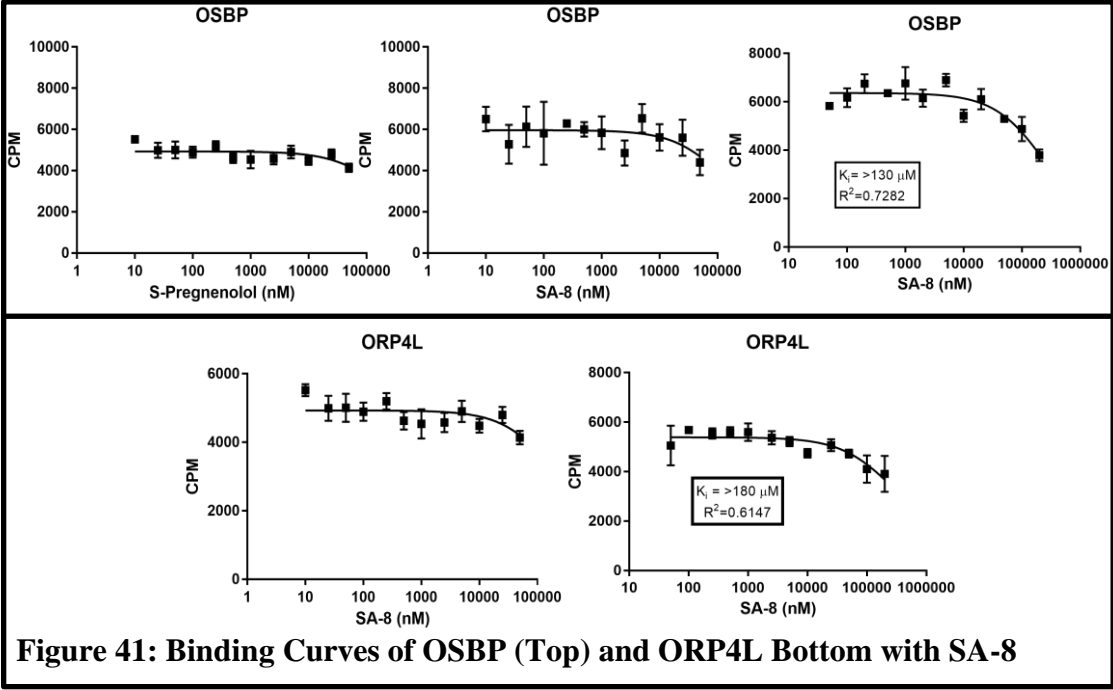 OSBP
10000
8000
6000
4000
2000
0
CPM
1 10 100 1000 10000 100000
S-Pregnenolol (nM)
OSBP
10000
8000
6000
4000
2000
0
CPM
1 10 100 1000 10000 100000
SA-8 (nM)
OSBP
8000
6000
4000
2000
0
CPM
Ki= >130 μM
R2=0.7282
10 100 1000 10000 100000 1000000
SA-8 (nM)
ORP4L
6000
4000
2000
0
CPM
1 10 100 1000 10000 100000
SA-8 (nM)
ORP4L
8000
6000
4000
2000
0
CPM
Ki = >180 μM
R2=0.6147
10 100 1000 10000 100000 1000000
SA-8 (nM)
Figure 41: Binding Curves of OSBP (Top) and ORP4L Bottom with SA-8